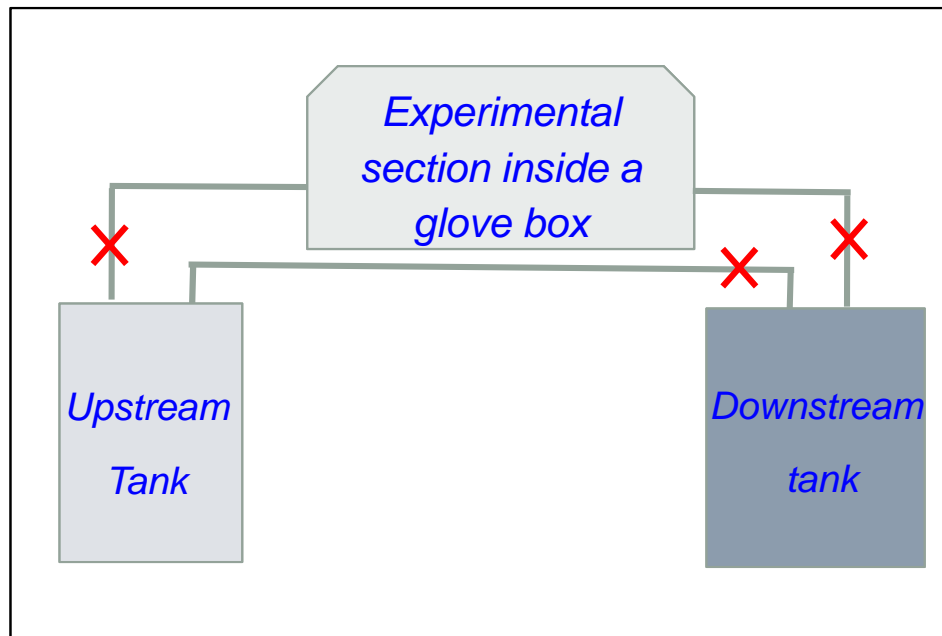 Experimental
section inside a
glove box
Upstream
Tank
Downstream
tank